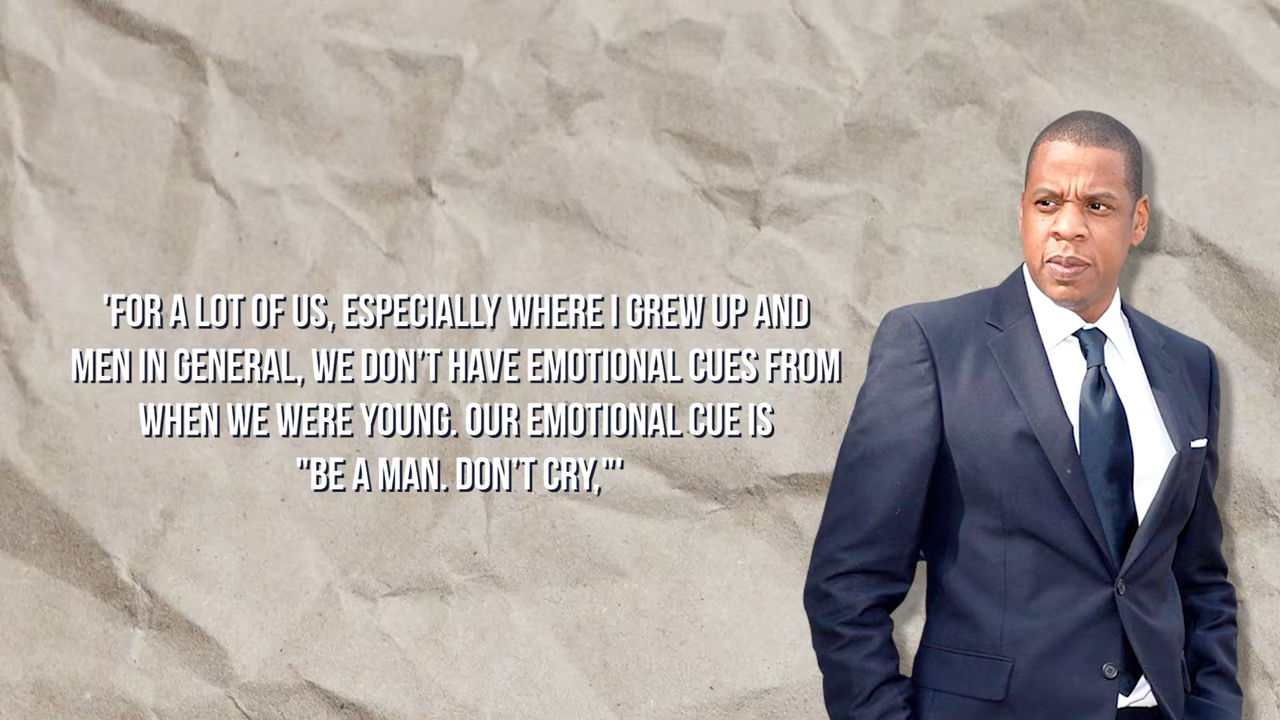 'FOR A LOT OF US, ESPECIALLY WHERE I GREW UP AND
MEN IN GENERAL, WE DON’T HAVE EMOTIONAL CUES FROM
WHEN WE WERE YOUNG. OUR EMOTIONAL CUE IS
"BE A MAN. DON’T CRY,"'